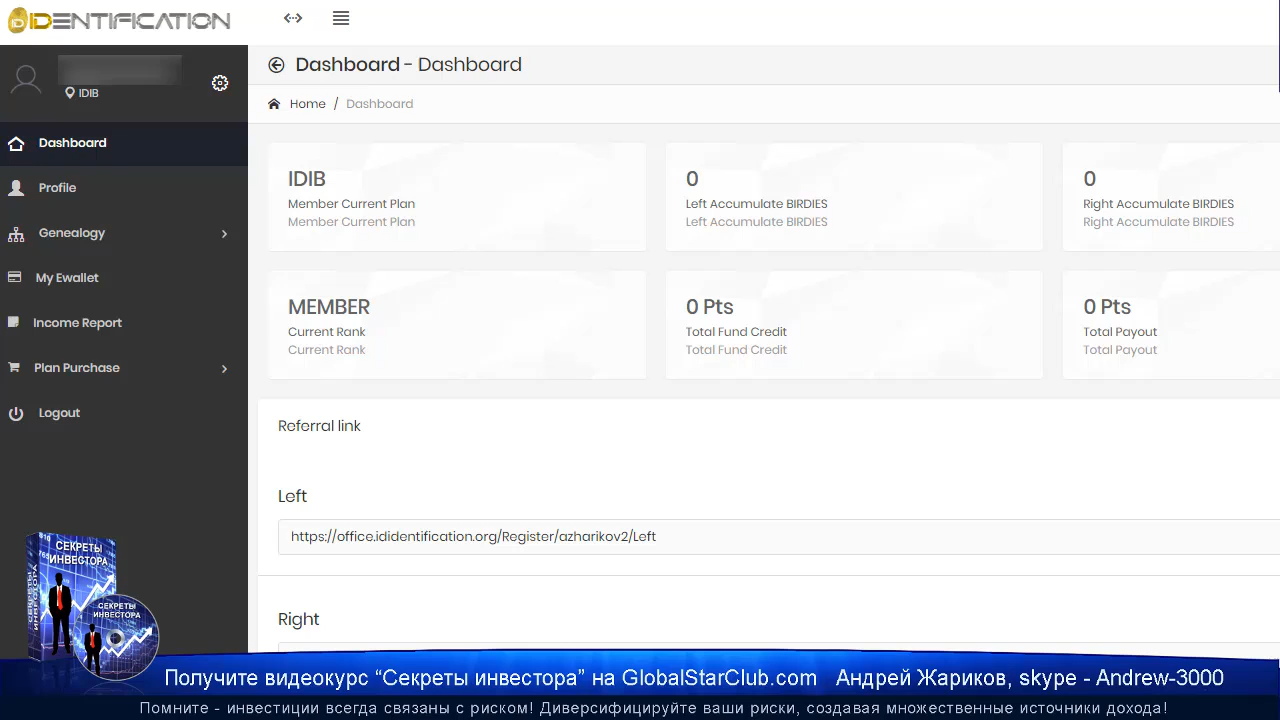 IDENTIFICATION
IDIB
Dashboard
Profile
Genealogy
My Ewallet
Income Report
Plan Purchase
Logout
Dashboard - Dashboard
Home / Dashboard
IDIB
Member Current Plan
Member Current Plan
0
Left Accumulate BIRDIES
Left Accumulate BIRDIES
0
Right Accumulate BIRDIES
Right Accumulate BIRDIES
MEMBER
Current Rank
Current Rank
0 Pts
Total Fund Credit
Total Fund Credit
0 Pts
Total Payout
Total Payout
Referral link
Left
https://office.ididentification.org/Register/azharikov2/Left
Right
СЕКРЕТЫ
ИНВЕСТОРА
СЕКРЕТЫ
ИНВЕСТОРА
Получите видеокурс “Секреты инвестора” на GlobalStarClub.com Андрей Жариков, skype - Andrew-3000
Помните - инвестиции всегда связаны с риском! Диверсифицируйте ваши риски, создавая множественные источники дохода!